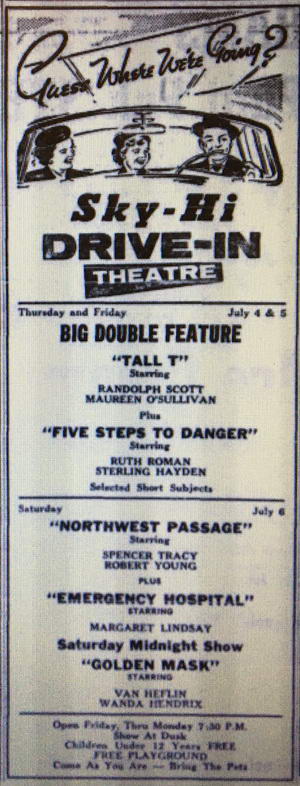 Guess Where We're Going?
Sky-Hi
DRIVE-IN
THEATRE
Thursday and Friday July 4 & 5
BIG DOUBLE FEATURE
"TALL T"
Starring
RANDOLPH SCOTT
MAUREEN O'SULLIVAN
Plus
"FIVE STEPS TO DANGER"
Starring
RUTH ROMAN
STERLING HAYDEN
Selected Short Subjects
Saturday July 6
"NORTHWEST PASSAGE"
Starring
SPENCER TRACY
ROBERT YOUNG
PLUS
"EMERGENCY HOSPITAL"
STARRING
MARGARET LINDSAY
Saturday Midnight Show
"GOLDEN MASK"
STARRING
VAN HEFLIN
WANDA HENDRIX
Open Friday, Thru Monday 7:30 P.M.
Show At Dusk
Children Under 12 Years FREE
FREE PLAYGROUND
Come As You Are — Bring The Pets